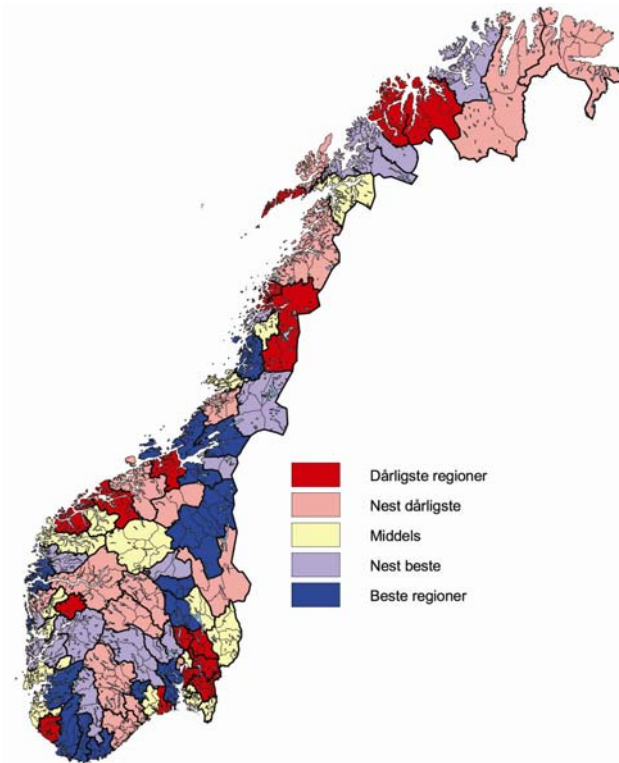 Dårligste regioner
Nest dårligste
Middels
Nest beste
Beste regioner